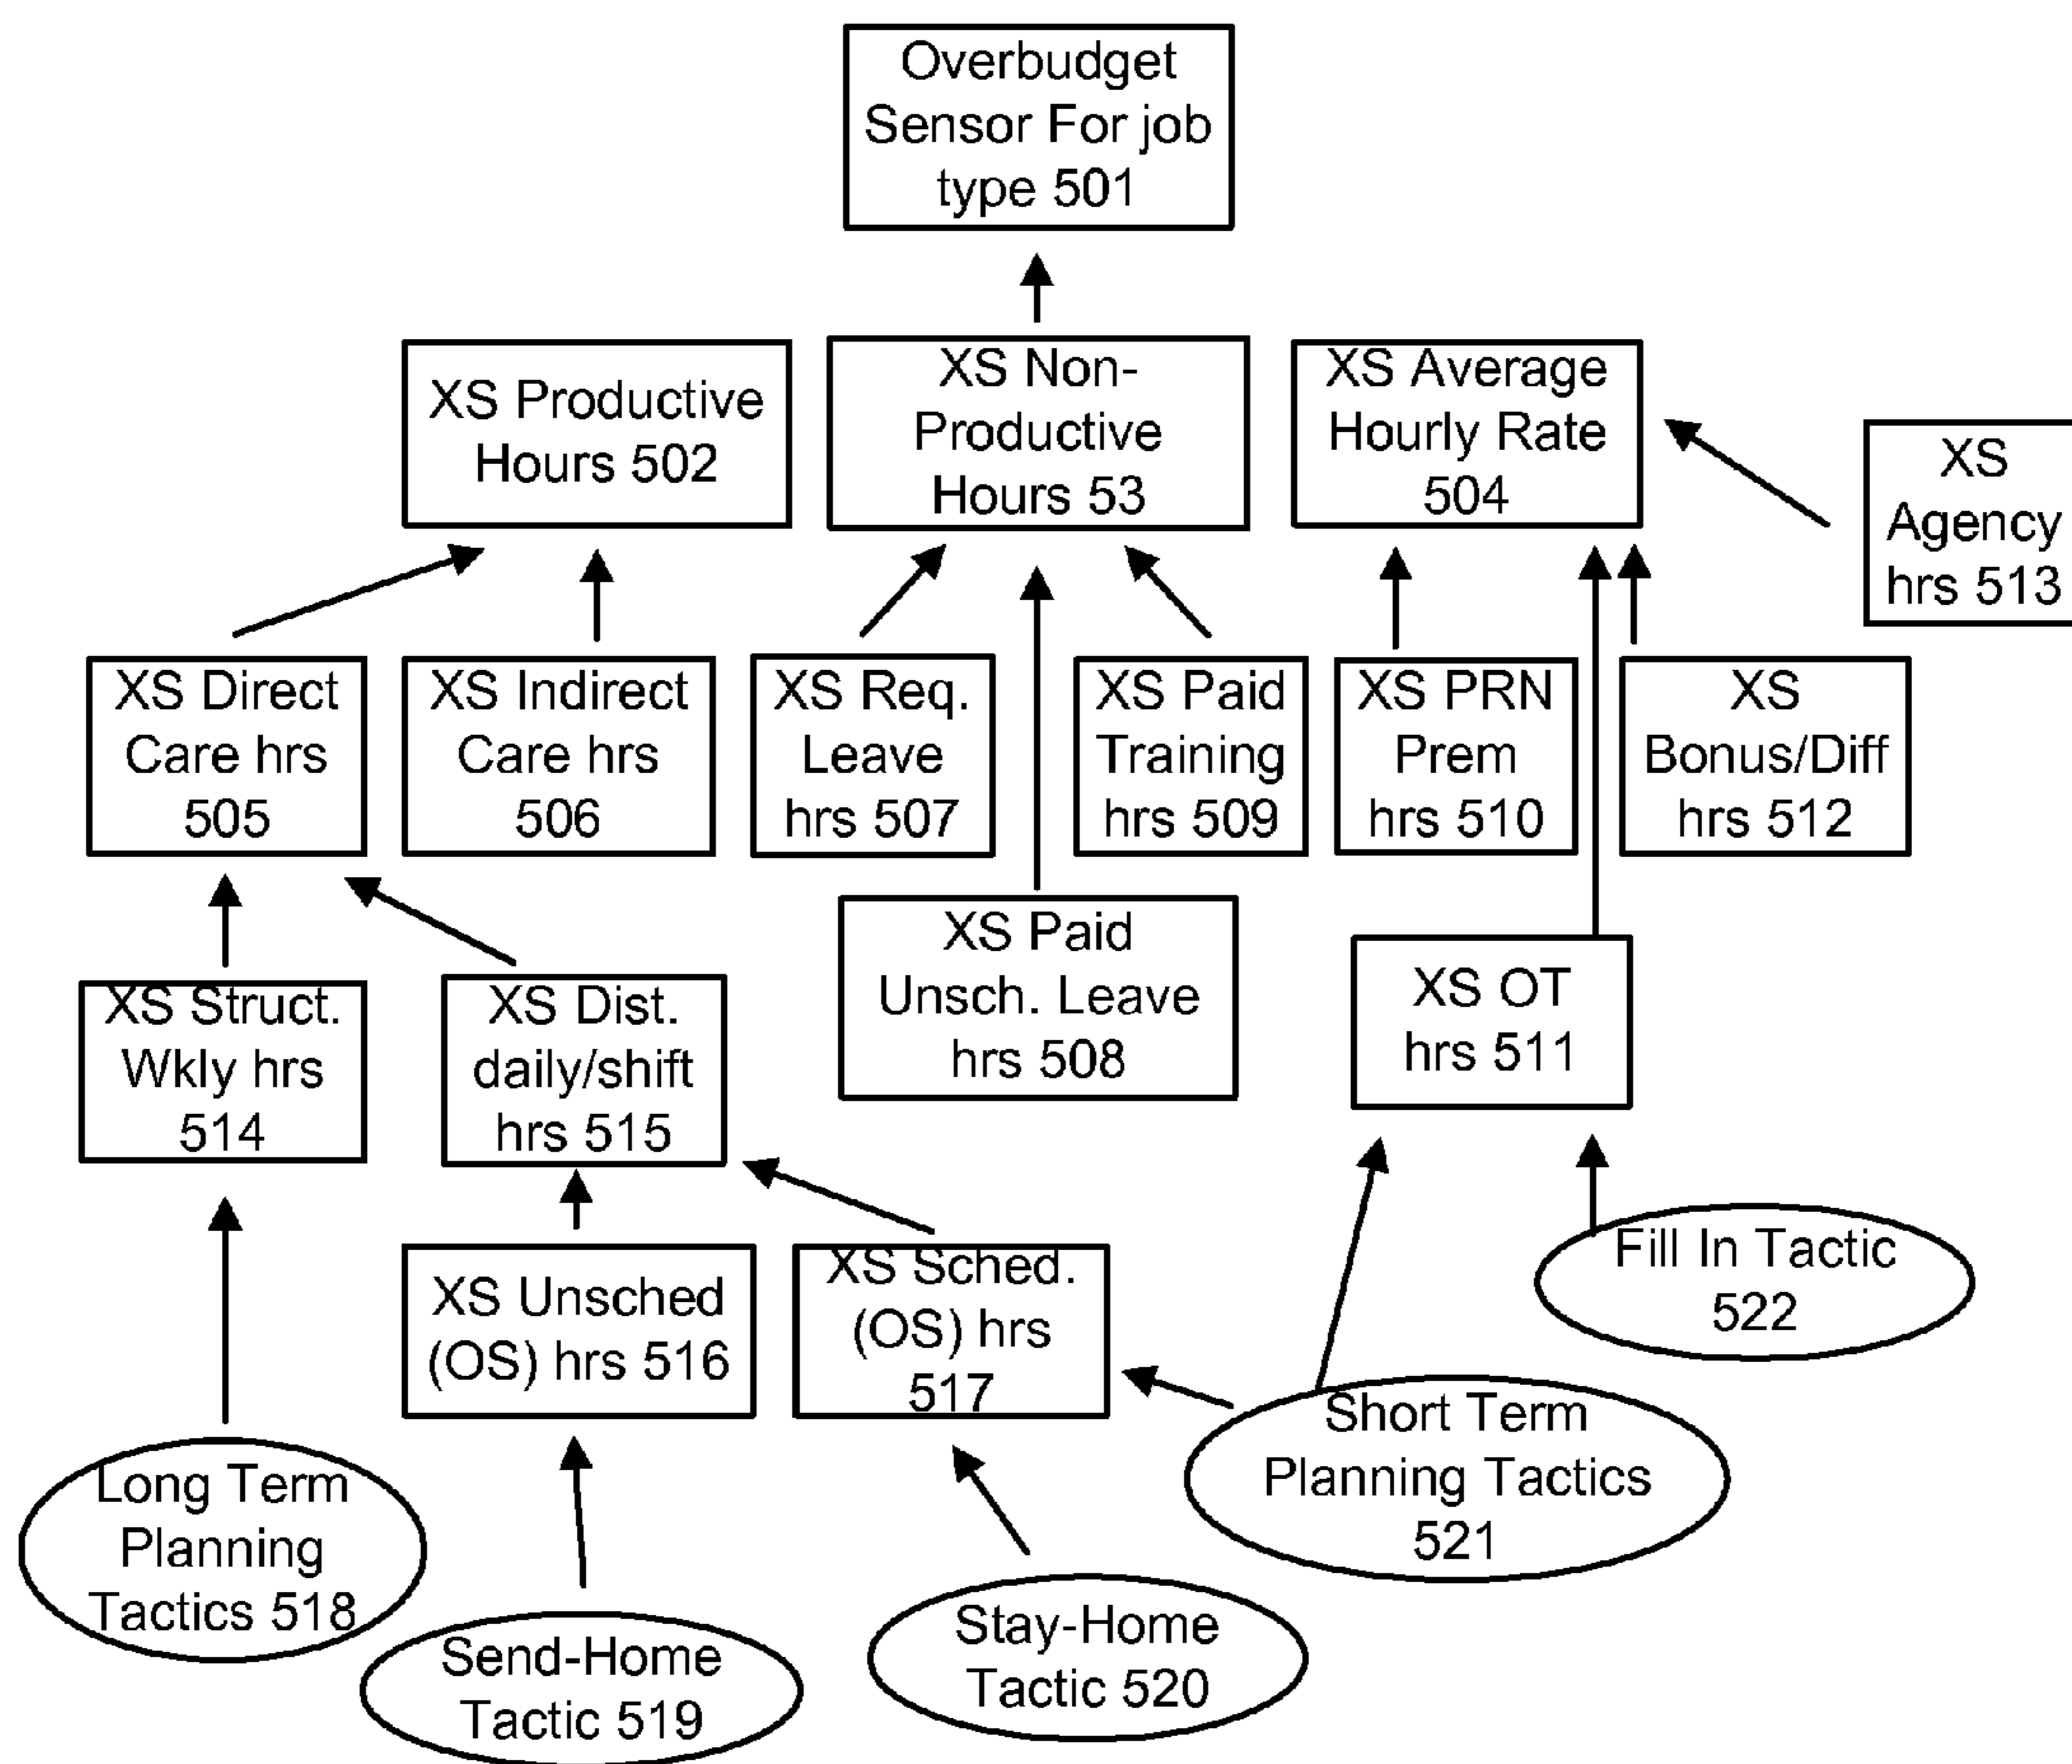 Overbudget
Sensor For job
type 501
XS Productive
Hours 502
XS Non-
Productive
Hours 53
XS Average
Hourly Rate
504
XS
Agency
hrs 513
XS Direct
Care hrs
505
XS Indirect
Care hrs
506
XS Req.
Leave
hrs 507
XS Paid
Training
hrs 509
XS PRN
Prem
hrs 510
XS
Bonus/Diff
hrs 512
XS Paid
Unsch. Leave
hrs 508
XS OT
hrs 511
XS Struct.
Wkly hrs
514
XS Dist.
daily/shift
hrs 515
XS Unsched
(OS) hrs 516
XS Sched.
(OS) hrs
517
Fill In Tactic
522
Short Term
Planning Tactics
521
Long Term
Planning
Tactics 518
Send-Home
Tactic 519
Stay-Home
Tactic 520